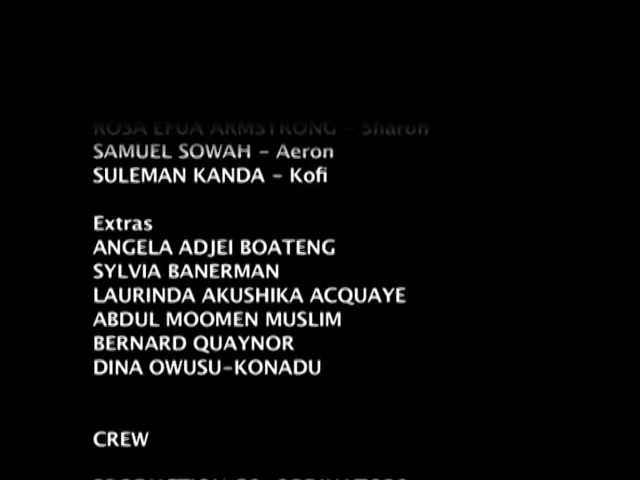 ROSA EFUA ARMSTRONG – Sharon
SAMUEL SOWAH – Aeron
SULEMAN KANDA – Kofi
Extras
ANGELA ADJEI BOATENG
SYLVIA BANERMAN
LAURINDA AKUSHIKA ACQUAYE
ABDUL MOOMEN MUSLIM
BERNARD QUAYNOR
DINA OWUSU-KONADU
CREW